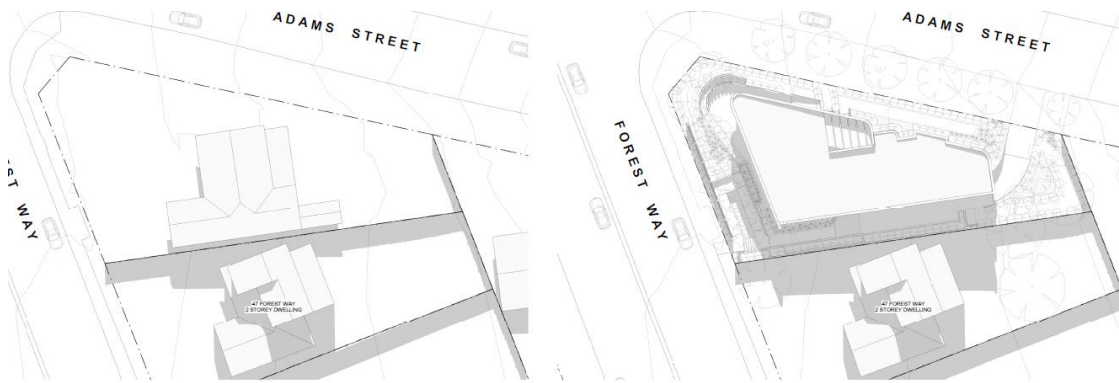 ADAMS STREET
EST WAY
47 FOREST WAY
2 STOREY DWELLING
ADAMS STREET
FOREST WAY
47 FOREST WAY
2 STOREY DWELLING